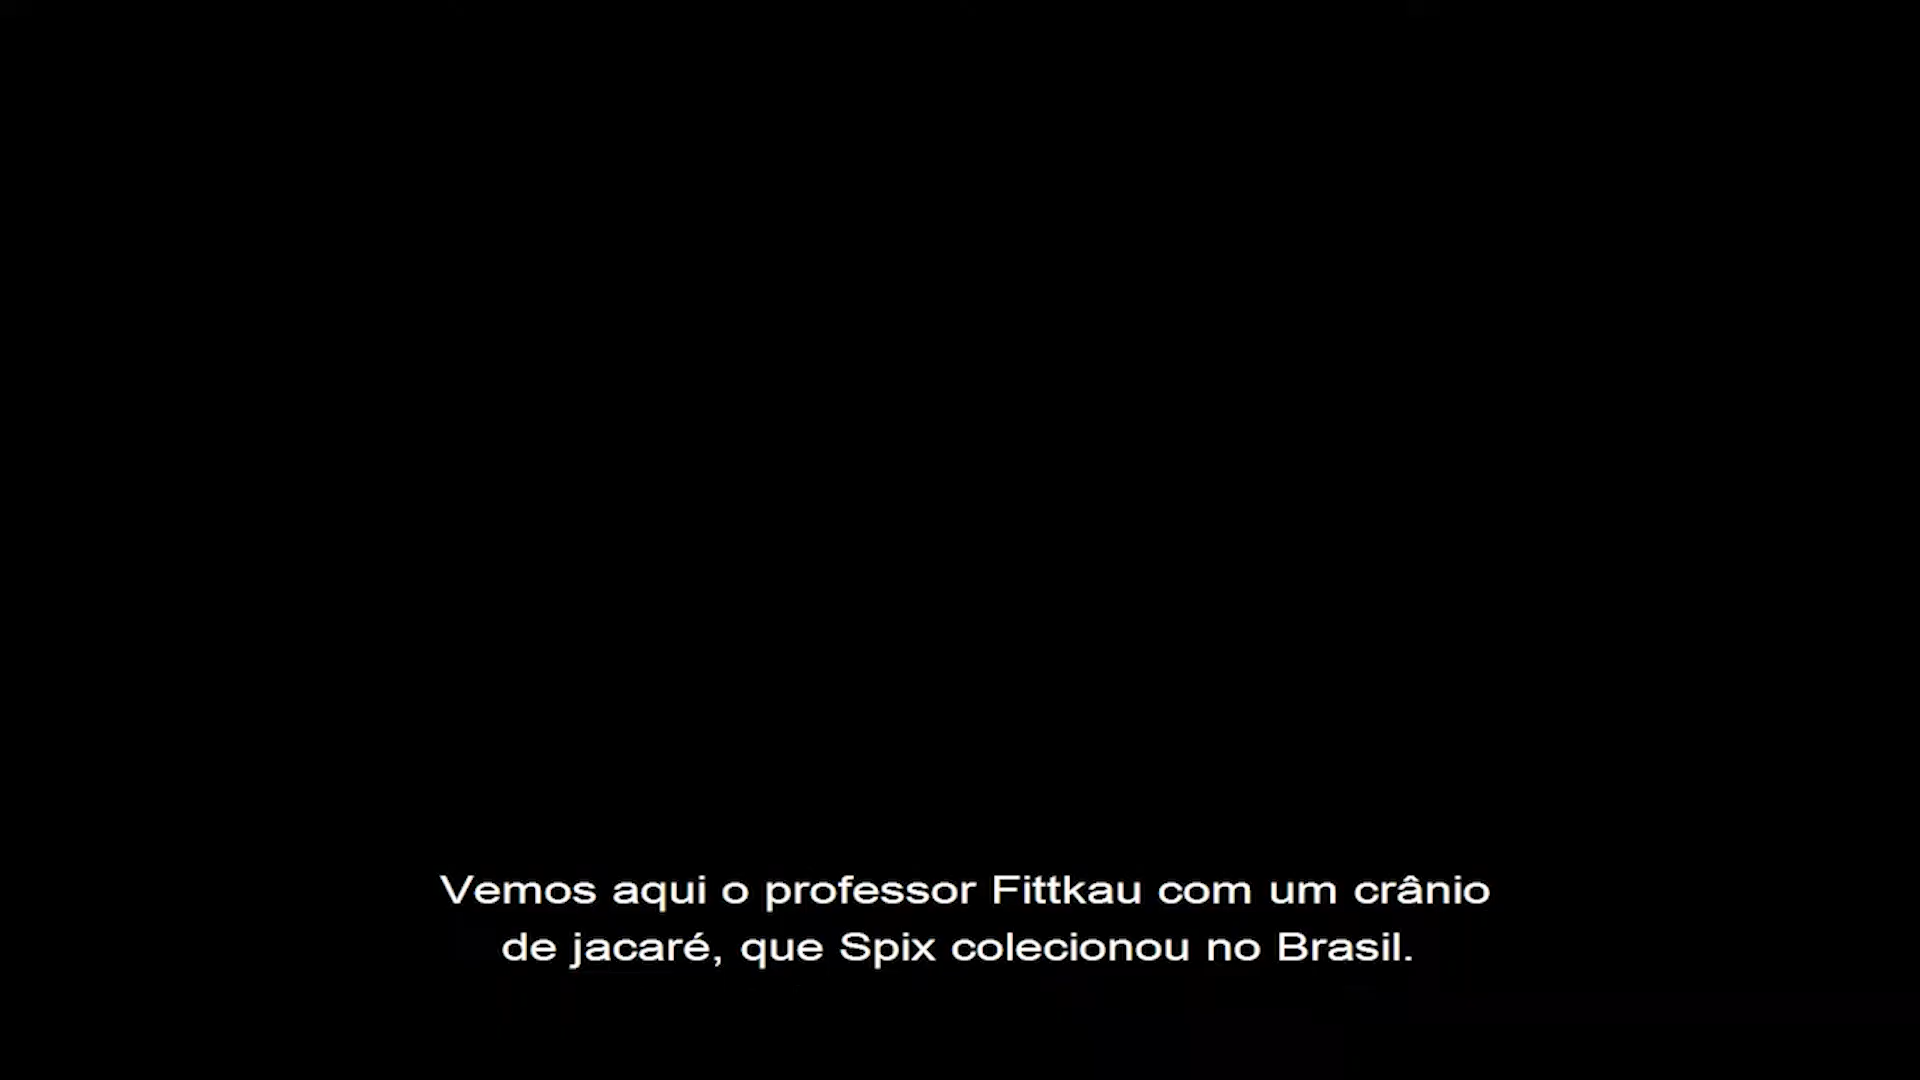 Vemos aqui o professor Fittkau com um crânio
de jacaré, que Spix colecionou no Brasil.